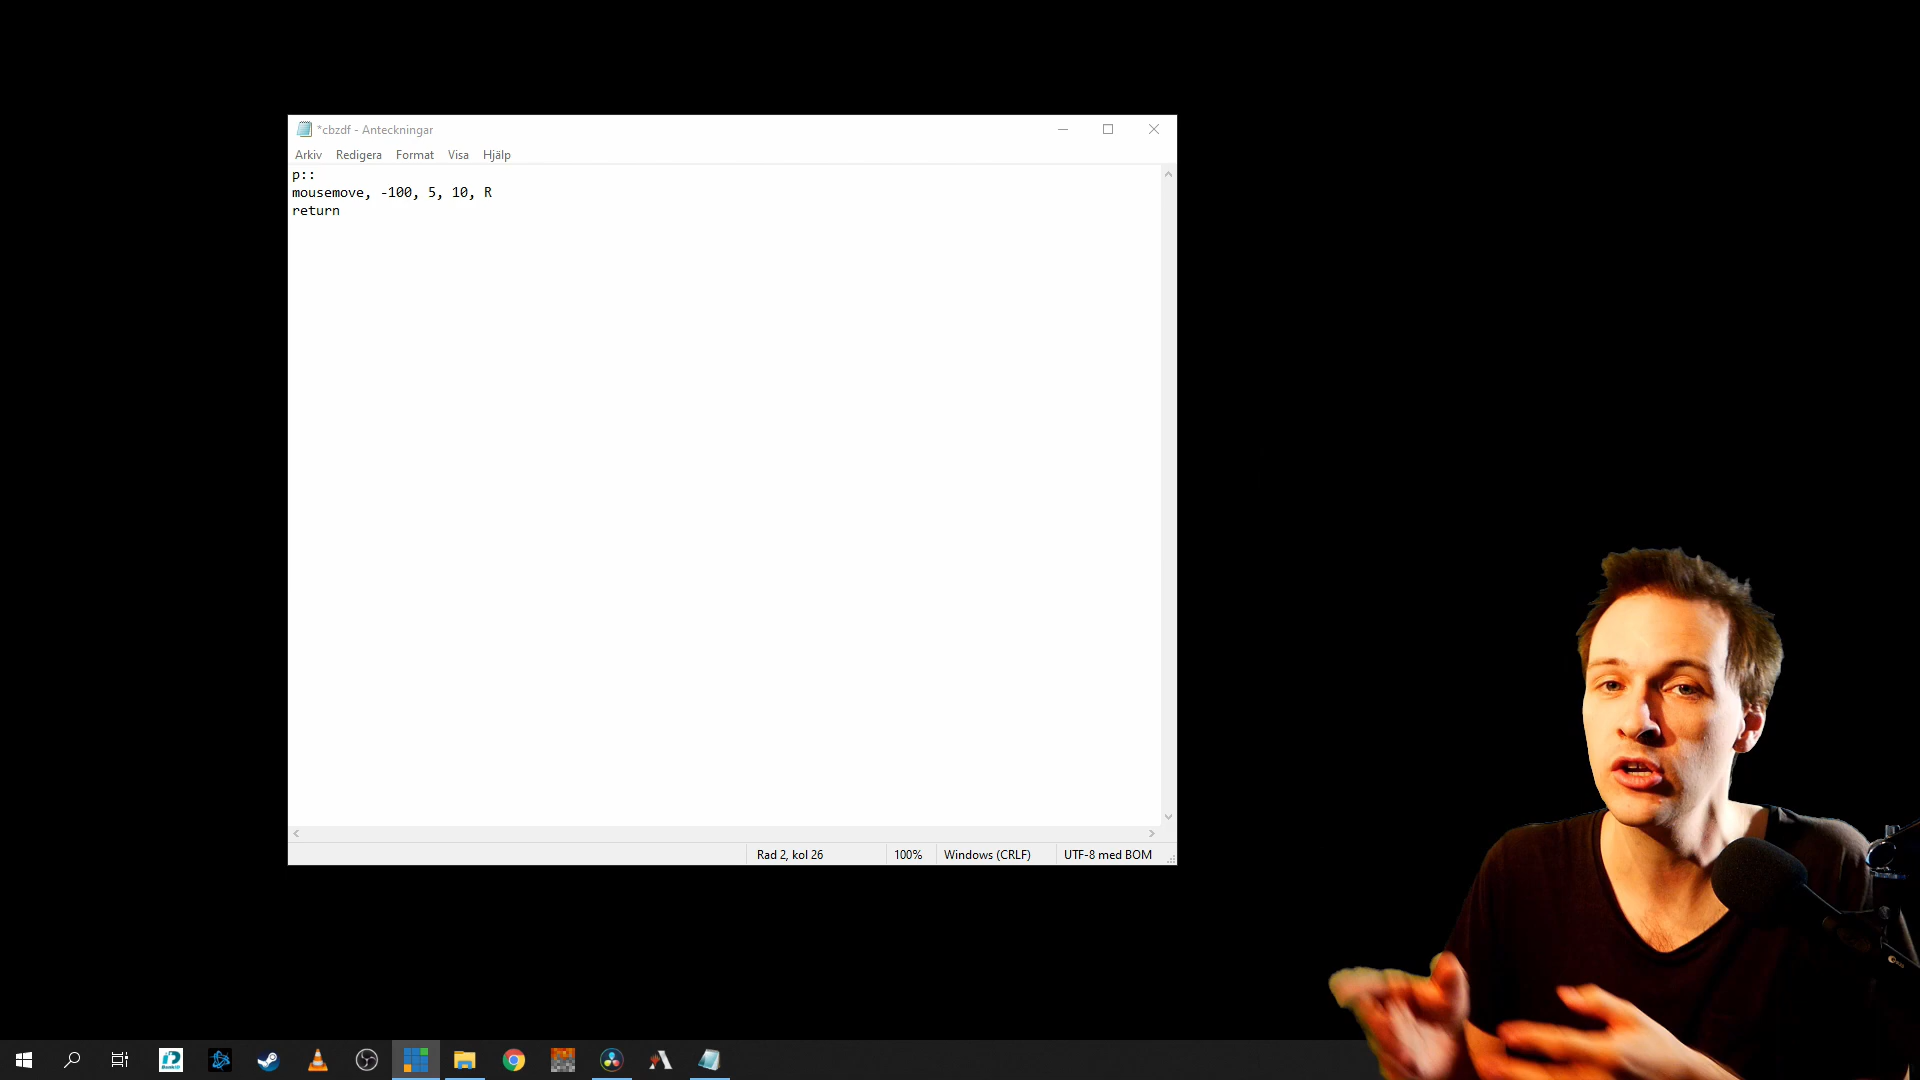 *cbzdf - Anteckningar
Arkiv Redigera Format Visa Hjälp
p::
mousemove, -100, 5, 10, R
return
Rad 2, kol 26 100% Windows (CRLF) UTF-8 med BOM
BankID